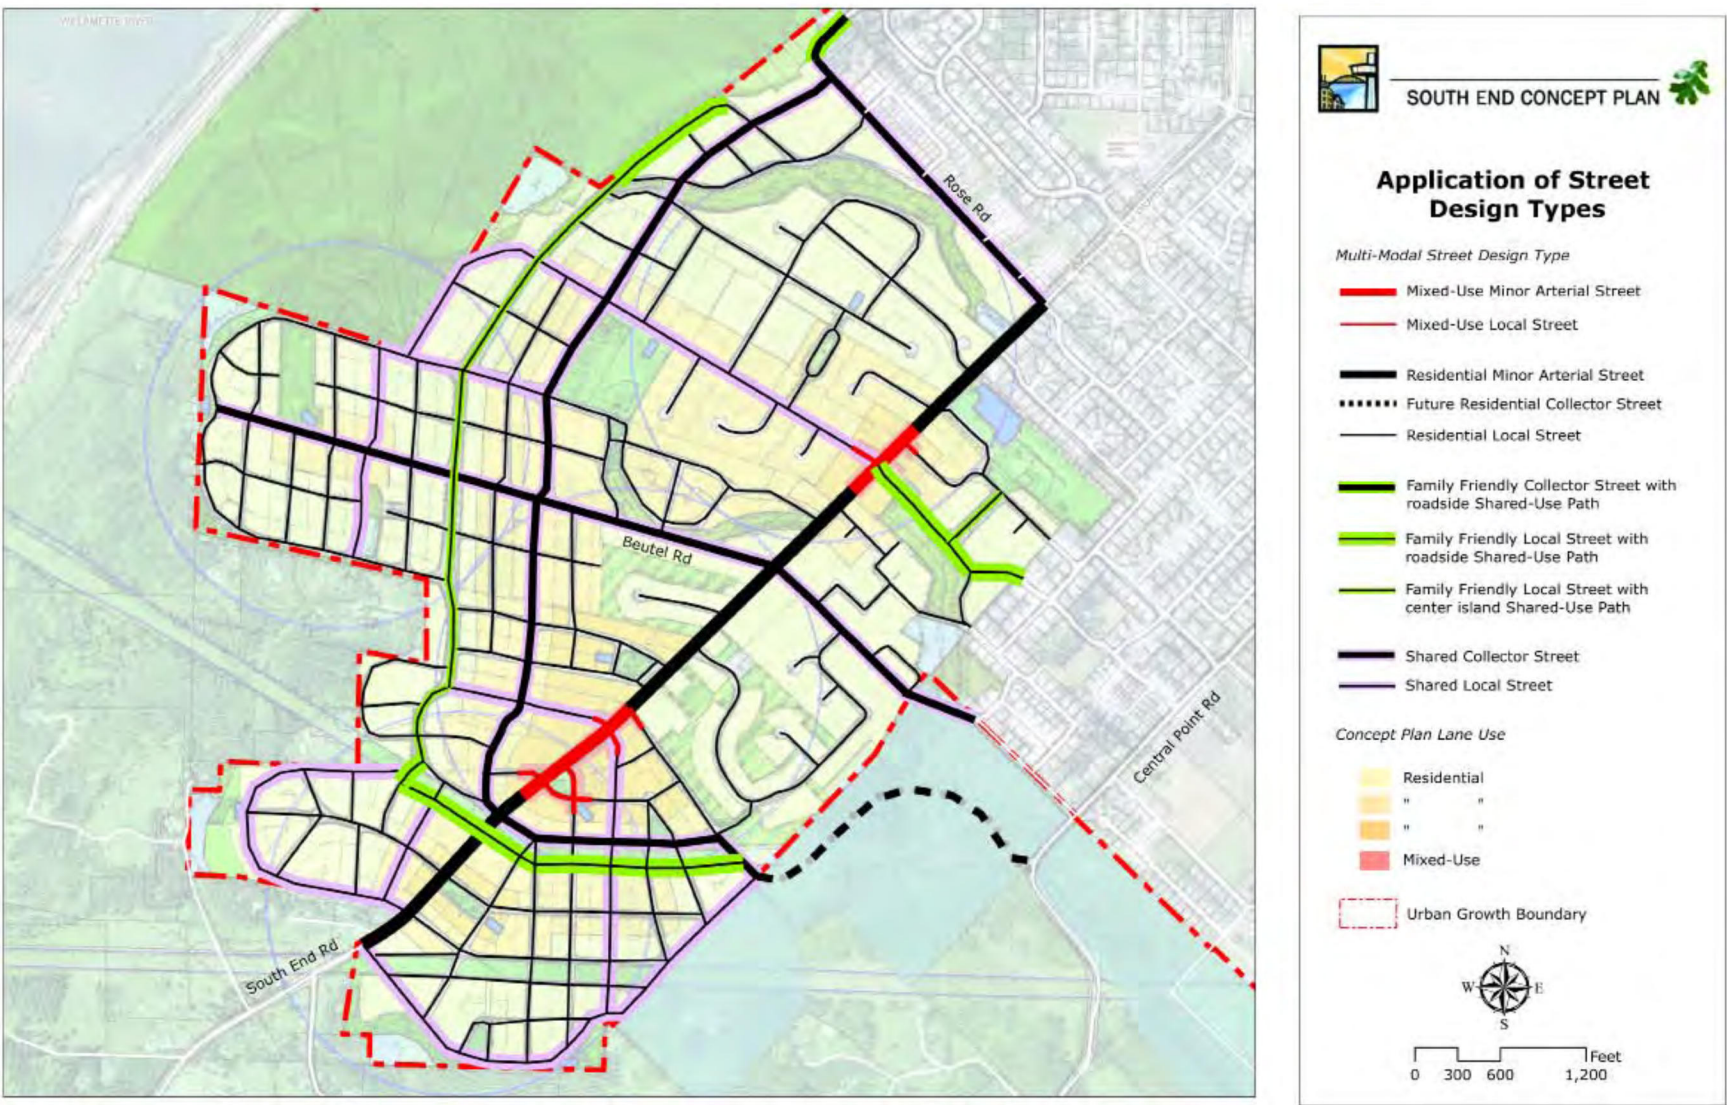 WILLAMETTE RIVER
Rose Rd
Beutel Rd
Central Point Rd
South End Rd
SOUTH END CONCEPT PLAN
Application of Street
Design Types
Multi-Modal Street Design Type
Mixed-Use Minor Arterial Street
Mixed-Use Local Street
Residential Minor Arterial Street
Future Residential Collector Street
Residential Local Street
Family Friendly Collector Street with
roadside Shared-Use Path
Family Friendly Local Street with
roadside Shared-Use Path
Family Friendly Local Street with
center island Shared-Use Path
Shared Collector Street
Shared Local Street
Concept Plan Lane Use
Residential
" "
" "
Mixed-Use
Urban Growth Boundary
N
W E
S
Feet
0 300 600 1,200